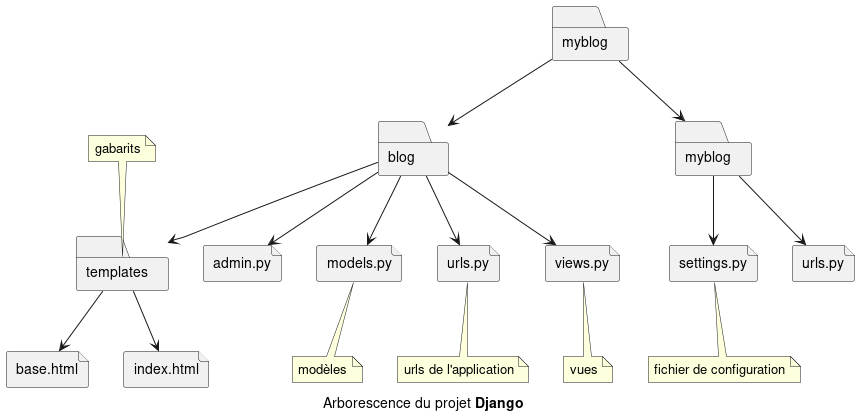 myblog
blog
myblog
gabarits
templates
admin.py
models.py
urls.py
views.py
settings.py
urls.py
base.html
index.html
modèles
urls de l'application
vues
fichier de configuration
Arborescence du projet Django